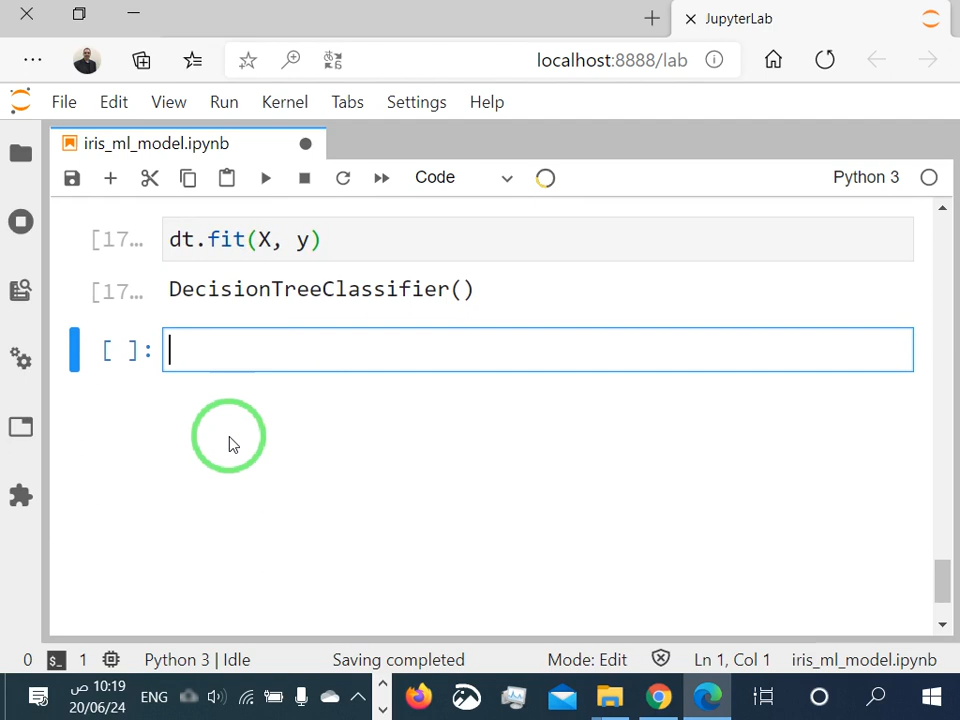 JupyterLab
localhost:8888/lab
File Edit View Run Kernel Tabs Settings Help
iris_ml_model.ipynb
Code Python 3
[17… dt.fit(X, y)
[17… DecisionTreeClassifier()
[ ]:
0 1 Python 3 | Idle Saving completed Mode: Edit Ln 1, Col 1 iris_ml_model.ipynb
10:19 ص ENG
20/06/24